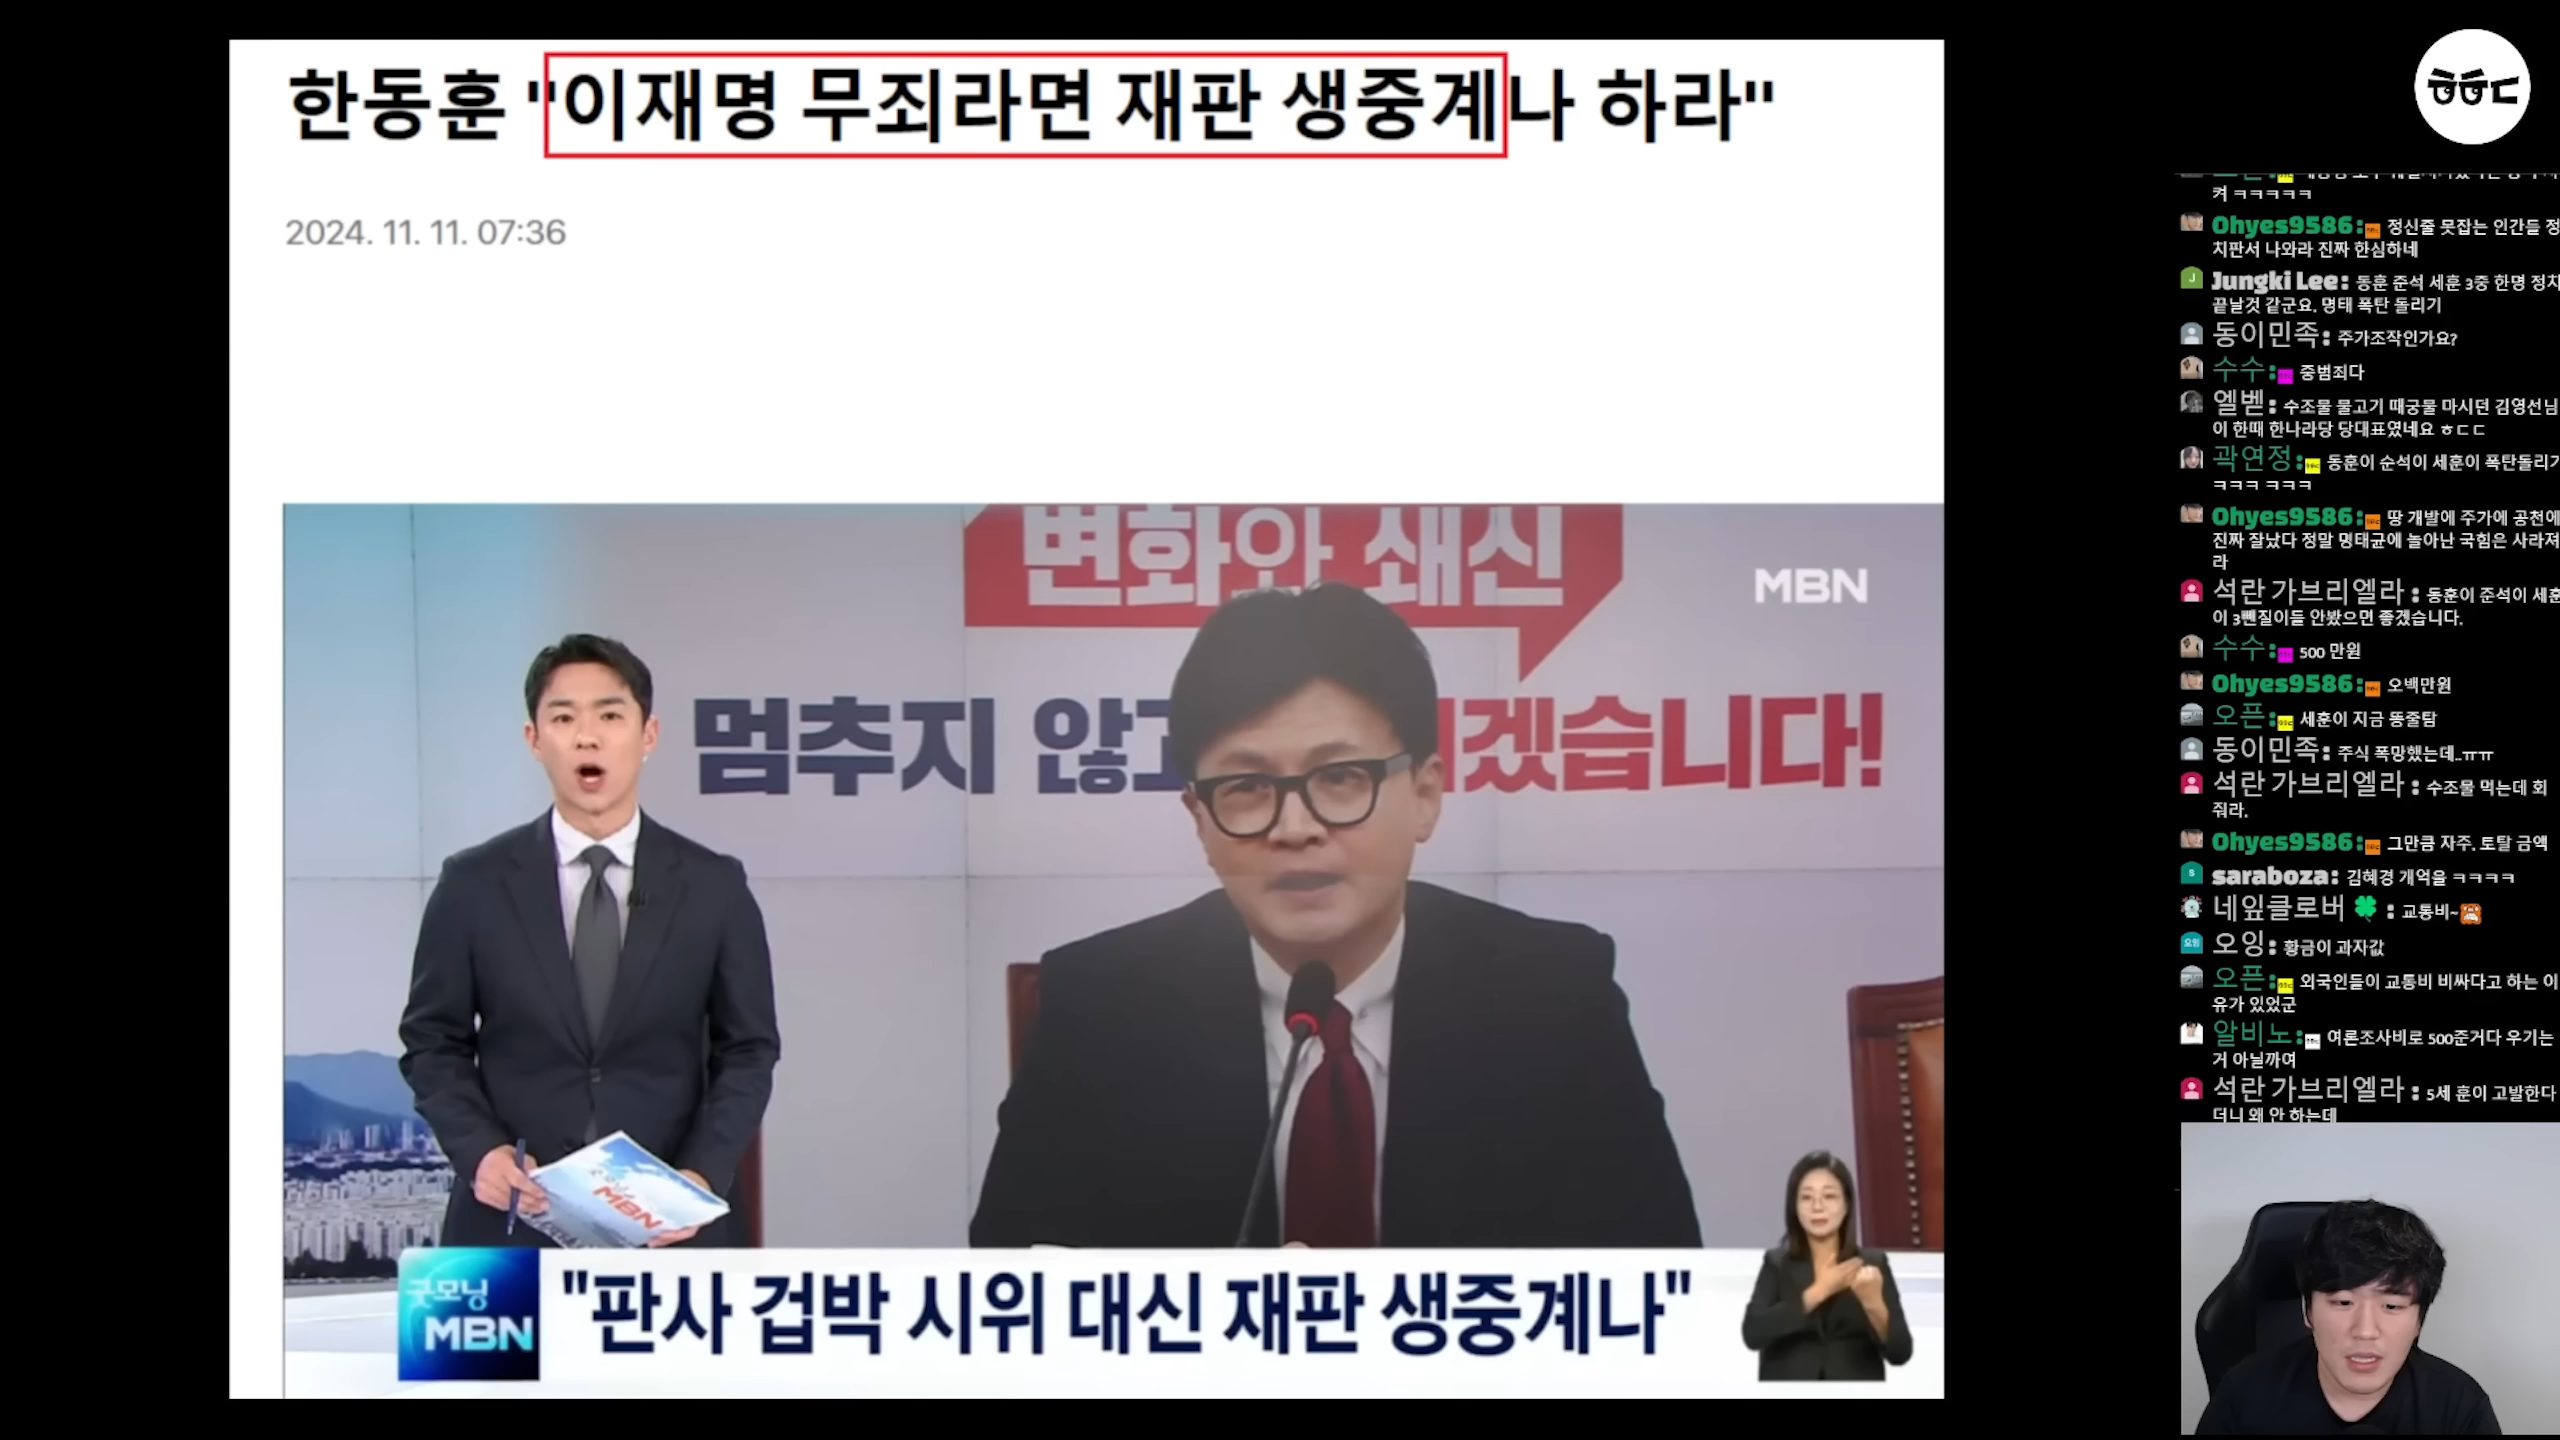 한동훈 "이재명 무죄라면 재판 생중계나 하라"
2024. 11. 11. 07:36
변화와 쇄신
MBN
멈추지 않고 겠습니다!
MBN
굿모닝
MBN
"판사 겁박 시위 대신 재판 생중계나"
ㅎㅎㄷ
켜 ㅋㅋㅋㅋㅋ
Ohyes9586: 정신줄 못잡는 인간들 정
치판서 나와라 진짜 한심하네
Jungki Lee: 동훈 준석 세훈 3중 한명 정치
끝날것 같군요. 명태 폭탄 돌리기
동이민족: 주가조작인가요?
수수: 중범죄다
엘벧: 수조물 물고기 때궁물 마시던 김영선님
이 한때 한나라당 당대표였네요 ㅎㄷㄷ
곽연정: 동훈이 순석이 세훈이 폭탄돌리기
ㅋㅋㅋ ㅋㅋㅋ
Ohyes9586: 땅 개발에 주가에 공천에
진짜 잘났다 정말 명태균에 놀아난 국힘은 사라져
라
석란 가브리엘라: 동훈이 준석이 세훈
이 3뺀질이들 안봤으면 좋겠습니다.
수수: 500 만원
Ohyes9586: 오백만원
오픈: 세훈이 지금 똥줄탐
동이민족: 주식 폭망했는데..ㅠㅠ
석란 가브리엘라: 수조물 먹는데 회
줘라.
Ohyes9586: 그만큼 자주. 토탈 금액
saraboza: 김혜경 개억울 ㅋㅋㅋㅋ
네잎클로버🍀: 교통비~
오잉: 황금이 과자값
오픈: 외국인들이 교통비 비싸다고 하는 이
유가 있었군
알비노: 여론조사비로 500준거다 우기는
거 아닐까여
석란 가브리엘라: 5세 훈이 고발한다
더니 왜 안 하는데